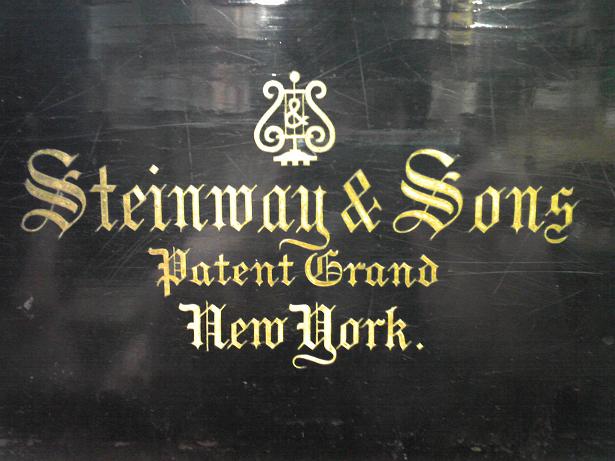 &
Steinway & Sons
Patent Grand
New York.